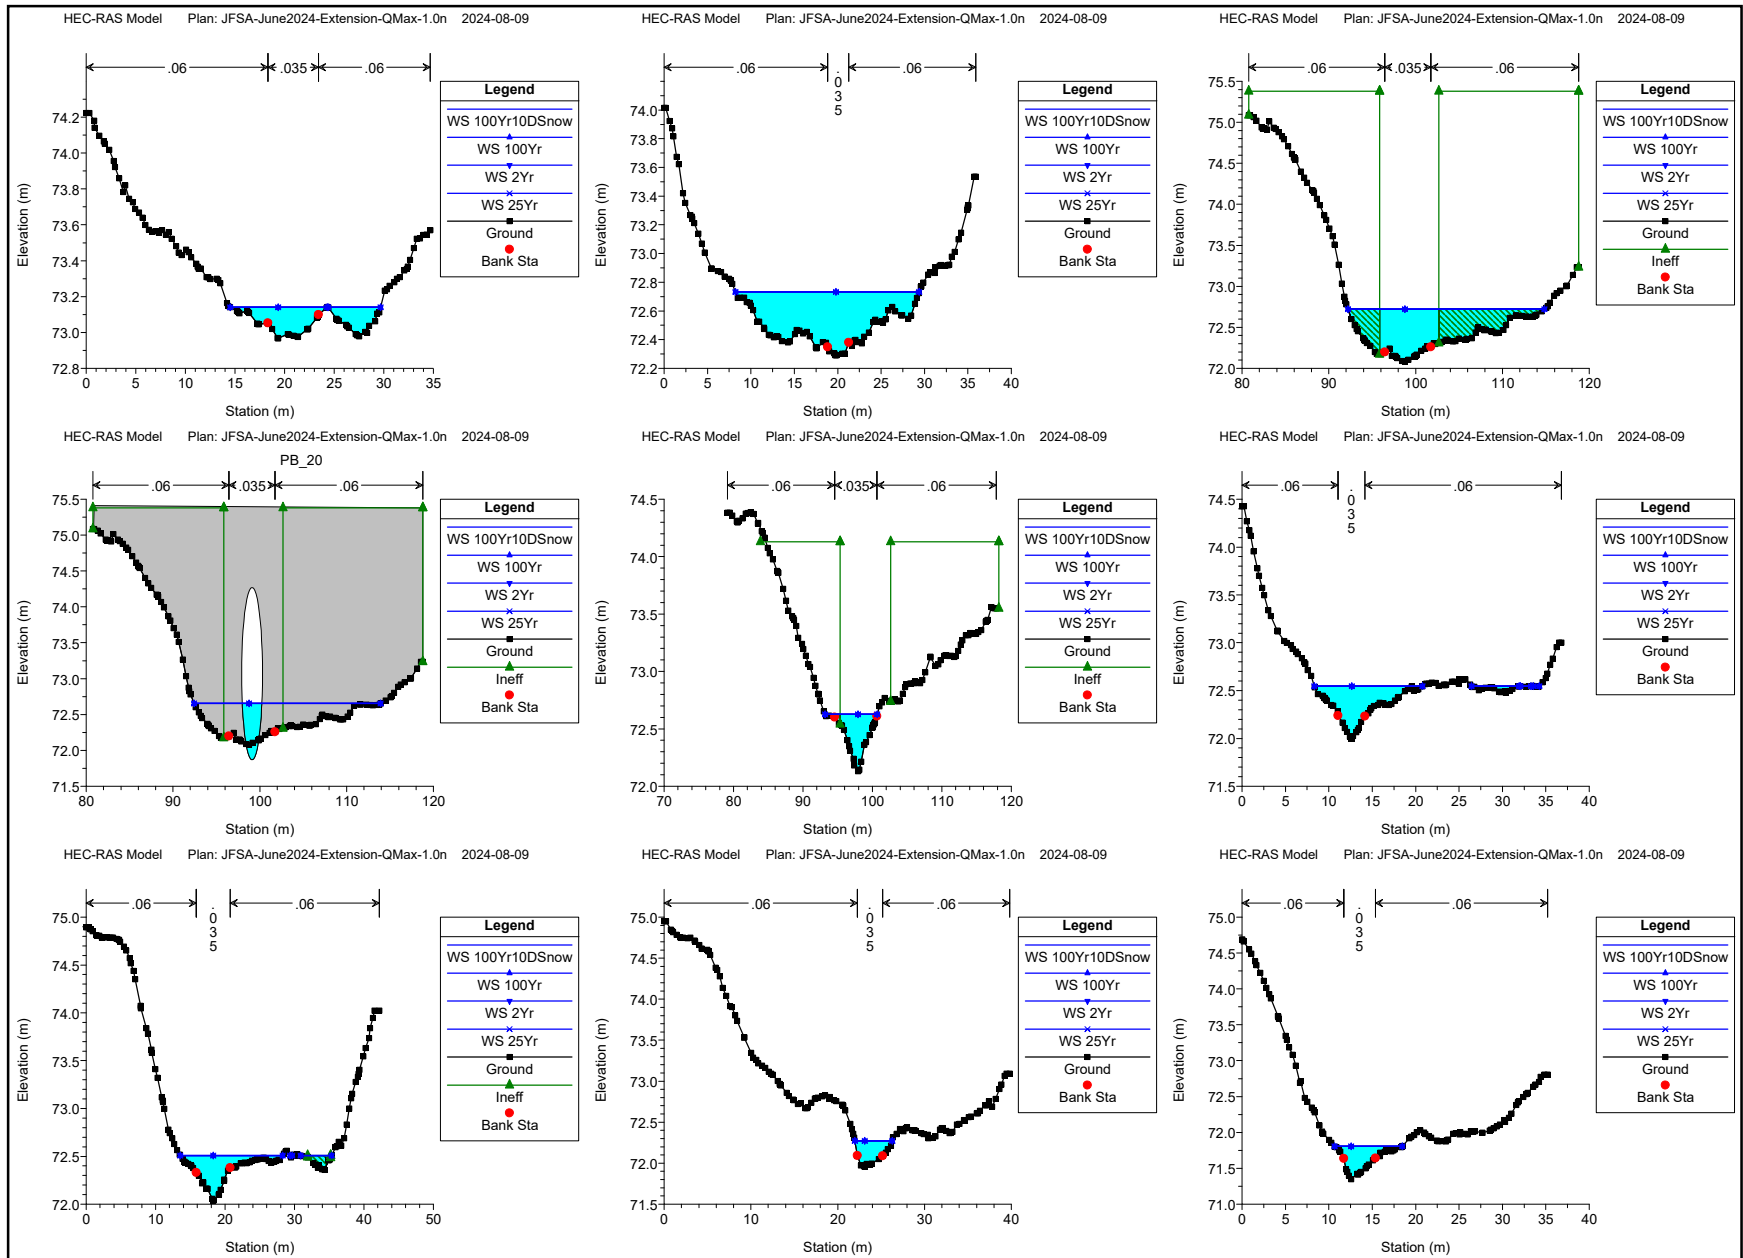 HEC-RAS Model Plan: JFSA-June2024-Extension-QMax-1.0n 2024-08-09
.06 .035 .06
Elevation (m)
74.2
74.0
73.8
73.6
73.4
73.2
73.0
72.8
0 5 10 15 20 25 30 35
Station (m)
Legend
WS 100Yr10DSnow
WS 100Yr
WS 2Yr
WS 25Yr
Ground
Bank Sta
HEC-RAS Model Plan: JFSA-June2024-Extension-QMax-1.0n 2024-08-09
.06 .035 .06
Elevation (m)
74.0
73.8
73.6
73.4
73.2
73.0
72.8
72.6
72.4
72.2
0 5 10 15 20 25 30 35 40
Station (m)
Legend
WS 100Yr10DSnow
WS 100Yr
WS 2Yr
WS 25Yr
Ground
Bank Sta
HEC-RAS Model Plan: JFSA-June2024-Extension-QMax-1.0n 2024-08-09
.06 .035 .06
Elevation (m)
75.5
75.0
74.5
74.0
73.5
73.0
72.5
72.0
80 90 100 110 120
Station (m)
Legend
WS 100Yr10DSnow
WS 100Yr
WS 2Yr
WS 25Yr
Ground
Ineff
Bank Sta
HEC-RAS Model Plan: JFSA-June2024-Extension-QMax-1.0n 2024-08-09
PB_20
.06 .035 .06
Elevation (m)
75.5
75.0
74.5
74.0
73.5
73.0
72.5
72.0
71.5
80 90 100 110 120
Station (m)
Legend
WS 100Yr10DSnow
WS 100Yr
WS 2Yr
WS 25Yr
Ground
Ineff
Bank Sta
HEC-RAS Model Plan: JFSA-June2024-Extension-QMax-1.0n 2024-08-09
.06 .035 .06
Elevation (m)
74.5
74.0
73.5
73.0
72.5
72.0
70 80 90 100 110 120
Station (m)
Legend
WS 100Yr10DSnow
WS 100Yr
WS 2Yr
WS 25Yr
Ground
Ineff
Bank Sta
HEC-RAS Model Plan: JFSA-June2024-Extension-QMax-1.0n 2024-08-09
.06 .035 .06
Elevation (m)
74.5
74.0
73.5
73.0
72.5
72.0
71.5
0 5 10 15 20 25 30 35 40
Station (m)
Legend
WS 100Yr10DSnow
WS 100Yr
WS 2Yr
WS 25Yr
Ground
Bank Sta
HEC-RAS Model Plan: JFSA-June2024-Extension-QMax-1.0n 2024-08-09
.06 .035 .06
Elevation (m)
75.0
74.5
74.0
73.5
73.0
72.5
72.0
0 10 20 30 40 50
Station (m)
Legend
WS 100Yr10DSnow
WS 100Yr
WS 2Yr
WS 25Yr
Ground
Ineff
Bank Sta
HEC-RAS Model Plan: JFSA-June2024-Extension-QMax-1.0n 2024-08-09
.06 .035 .06
Elevation (m)
75.0
74.5
74.0
73.5
73.0
72.5
72.0
71.5
0 10 20 30 40
Station (m)
Legend
WS 100Yr10DSnow
WS 100Yr
WS 2Yr
WS 25Yr
Ground
Bank Sta
HEC-RAS Model Plan: JFSA-June2024-Extension-QMax-1.0n 2024-08-09
.06 .035 .06
Elevation (m)
75.0
74.5
74.0
73.5
73.0
72.5
72.0
71.5
71.0
0 5 10 15 20 25 30 35 40
Station (m)
Legend
WS 100Yr10DSnow
WS 100Yr
WS 2Yr
WS 25Yr
Ground
Bank Sta